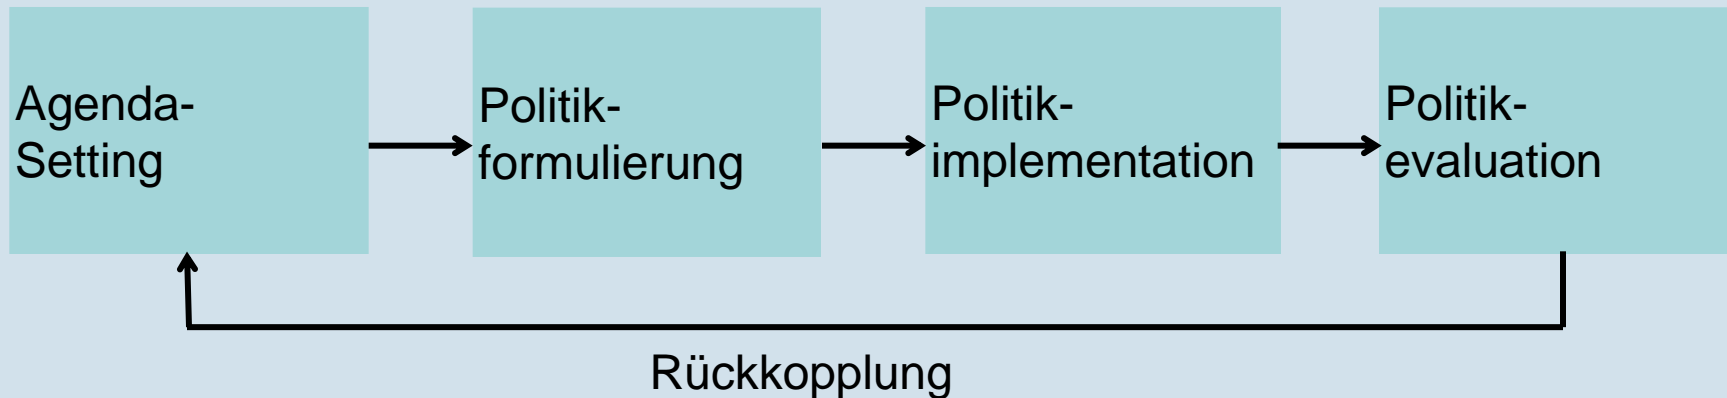 Agenda-
Setting
Politik-
formulierung
Politik-
implementation
Politik-
evaluation
Rückkopplung